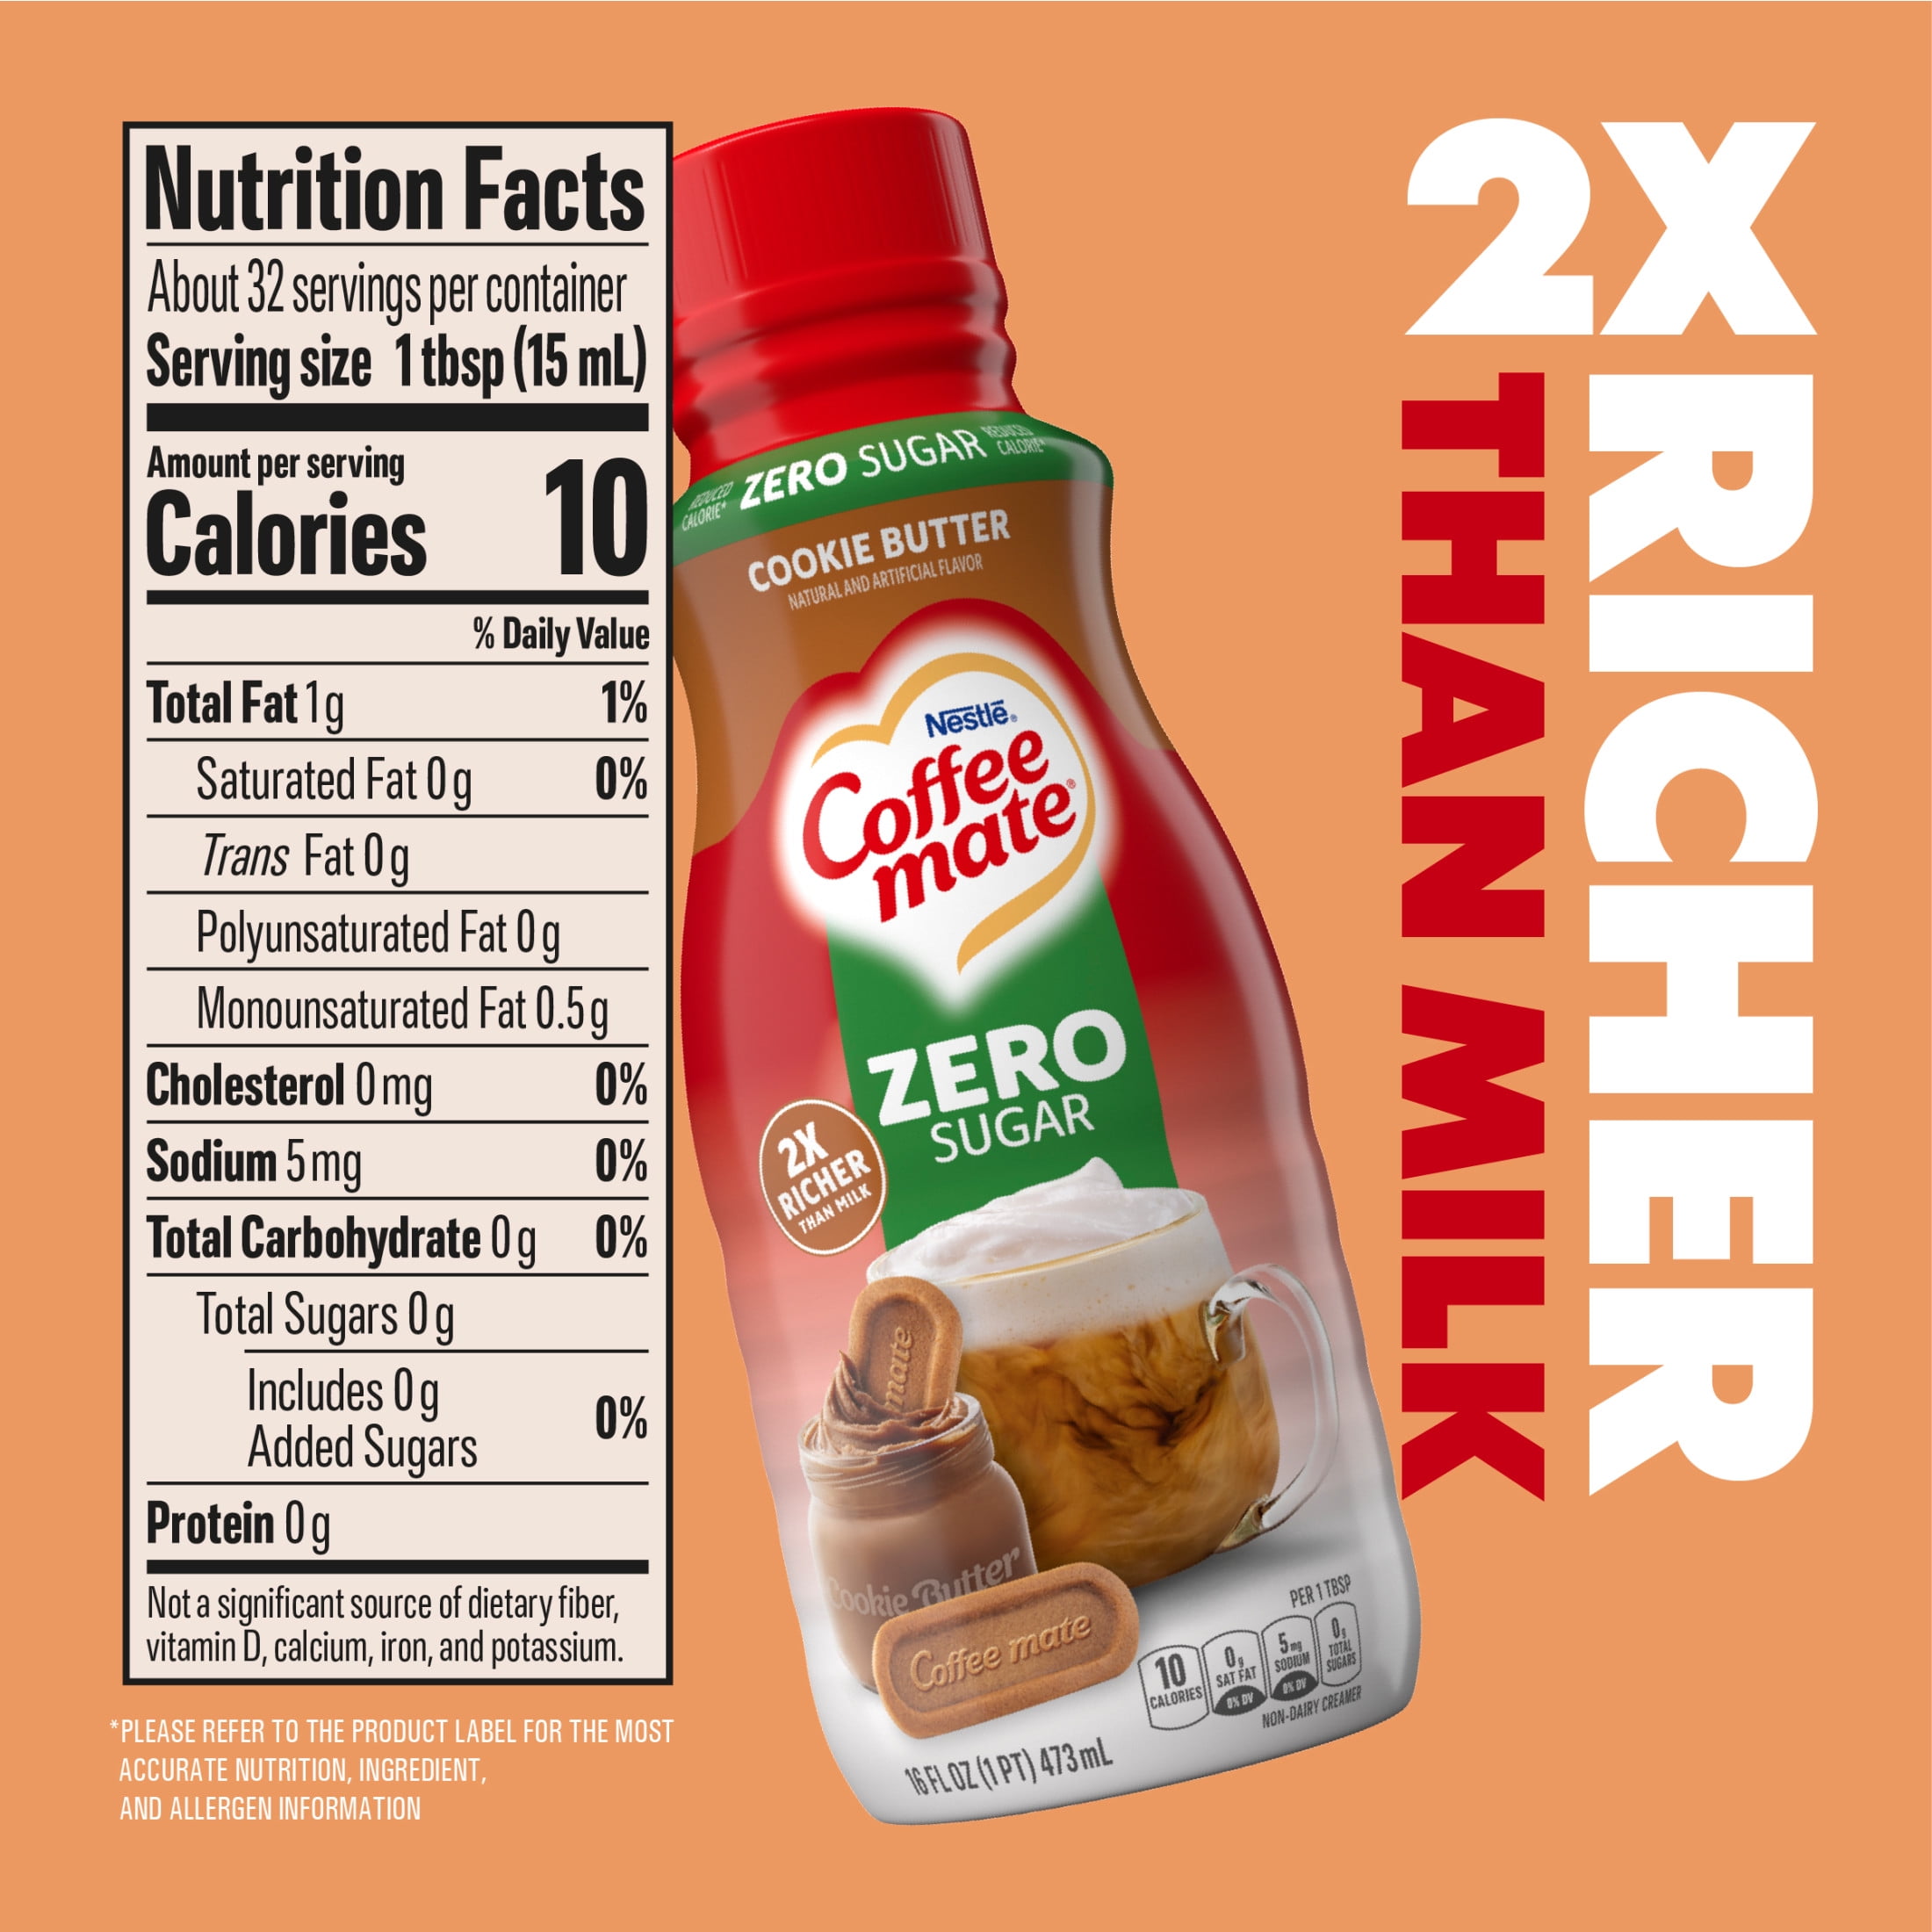 Nutrition Facts
About 32 servings per container
Serving size 1 tbsp (15 mL)
Amount per serving
Calories 10
% Daily Value
Total Fat 1g 1%
Saturated Fat 0g 0%
Trans Fat 0g
Polyunsaturated Fat 0g
Monounsaturated Fat 0.5g
Cholesterol 0mg 0%
Sodium 5mg 0%
Total Carbohydrate 0g 0%
Total Sugars 0g
Includes 0g
Added Sugars 0%
Protein 0g
Not a significant source of dietary fiber,
vitamin D, calcium, iron, and potassium.
*PLEASE REFER TO THE PRODUCT LABEL FOR THE MOST
ACCURATE NUTRITION, INGREDIENT,
AND ALLERGEN INFORMATION
REDUCED
CALORIE*
ZERO SUGAR
REDUCED
CALORIE*
COOKIE BUTTER
NATURAL AND ARTIFICIAL FLAVOR
Nestlé®
Coffee
mate®
ZERO
SUGAR
2X
RICHER
THAN MILK
mate
Cookie Butter
Coffee mate
PER 1 TBSP
10
CALORIES
0g
SAT FAT
0% DV
5mg
SODIUM
0% DV
0g
TOTAL
SUGARS
NON-DAIRY CREAMER
16 FL OZ (1 PT) 473 mL
2X
RICHER
THAN MILK